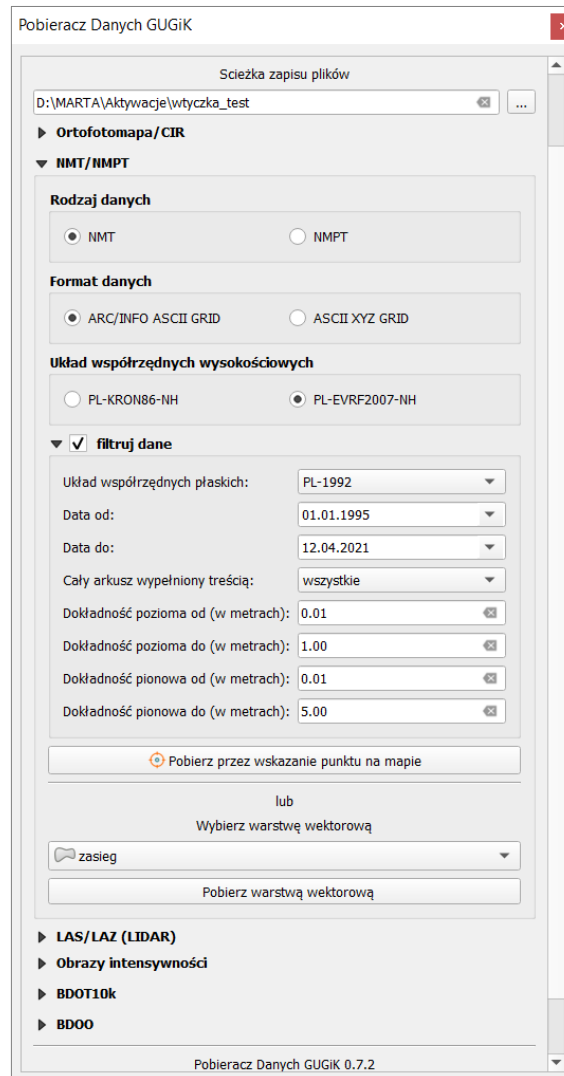 Pobieracz Danych GUGiK
Scieżka zapisu plików
D:\MARTA\Aktywacje\wtyczka_test
...
Ortofotomapa/CIR
NMT/NMPT
Rodzaj danych
NMT NMPT
Format danych
ARC/INFO ASCII GRID ASCII XYZ GRID
Układ współrzędnych wysokościowych
PL-KRON86-NH PL-EVRF2007-NH
filtruj dane
Układ współrzędnych płaskich: PL-1992
Data od: 01.01.1995
Data do: 12.04.2021
Cały arkusz wypełniony treścią: wszystkie
Dokładność pozioma od (w metrach): 0.01
Dokładność pozioma do (w metrach): 1.00
Dokładność pionowa od (w metrach): 0.01
Dokładność pionowa do (w metrach): 5.00
Pobierz przez wskazanie punktu na mapie
lub
Wybierz warstwę wektorową
zasieg
Pobierz warstwą wektorową
LAS/LAZ (LIDAR)
Obrazy intensywności
BDOT10k
BDOO
Pobieracz Danych GUGiK 0.7.2